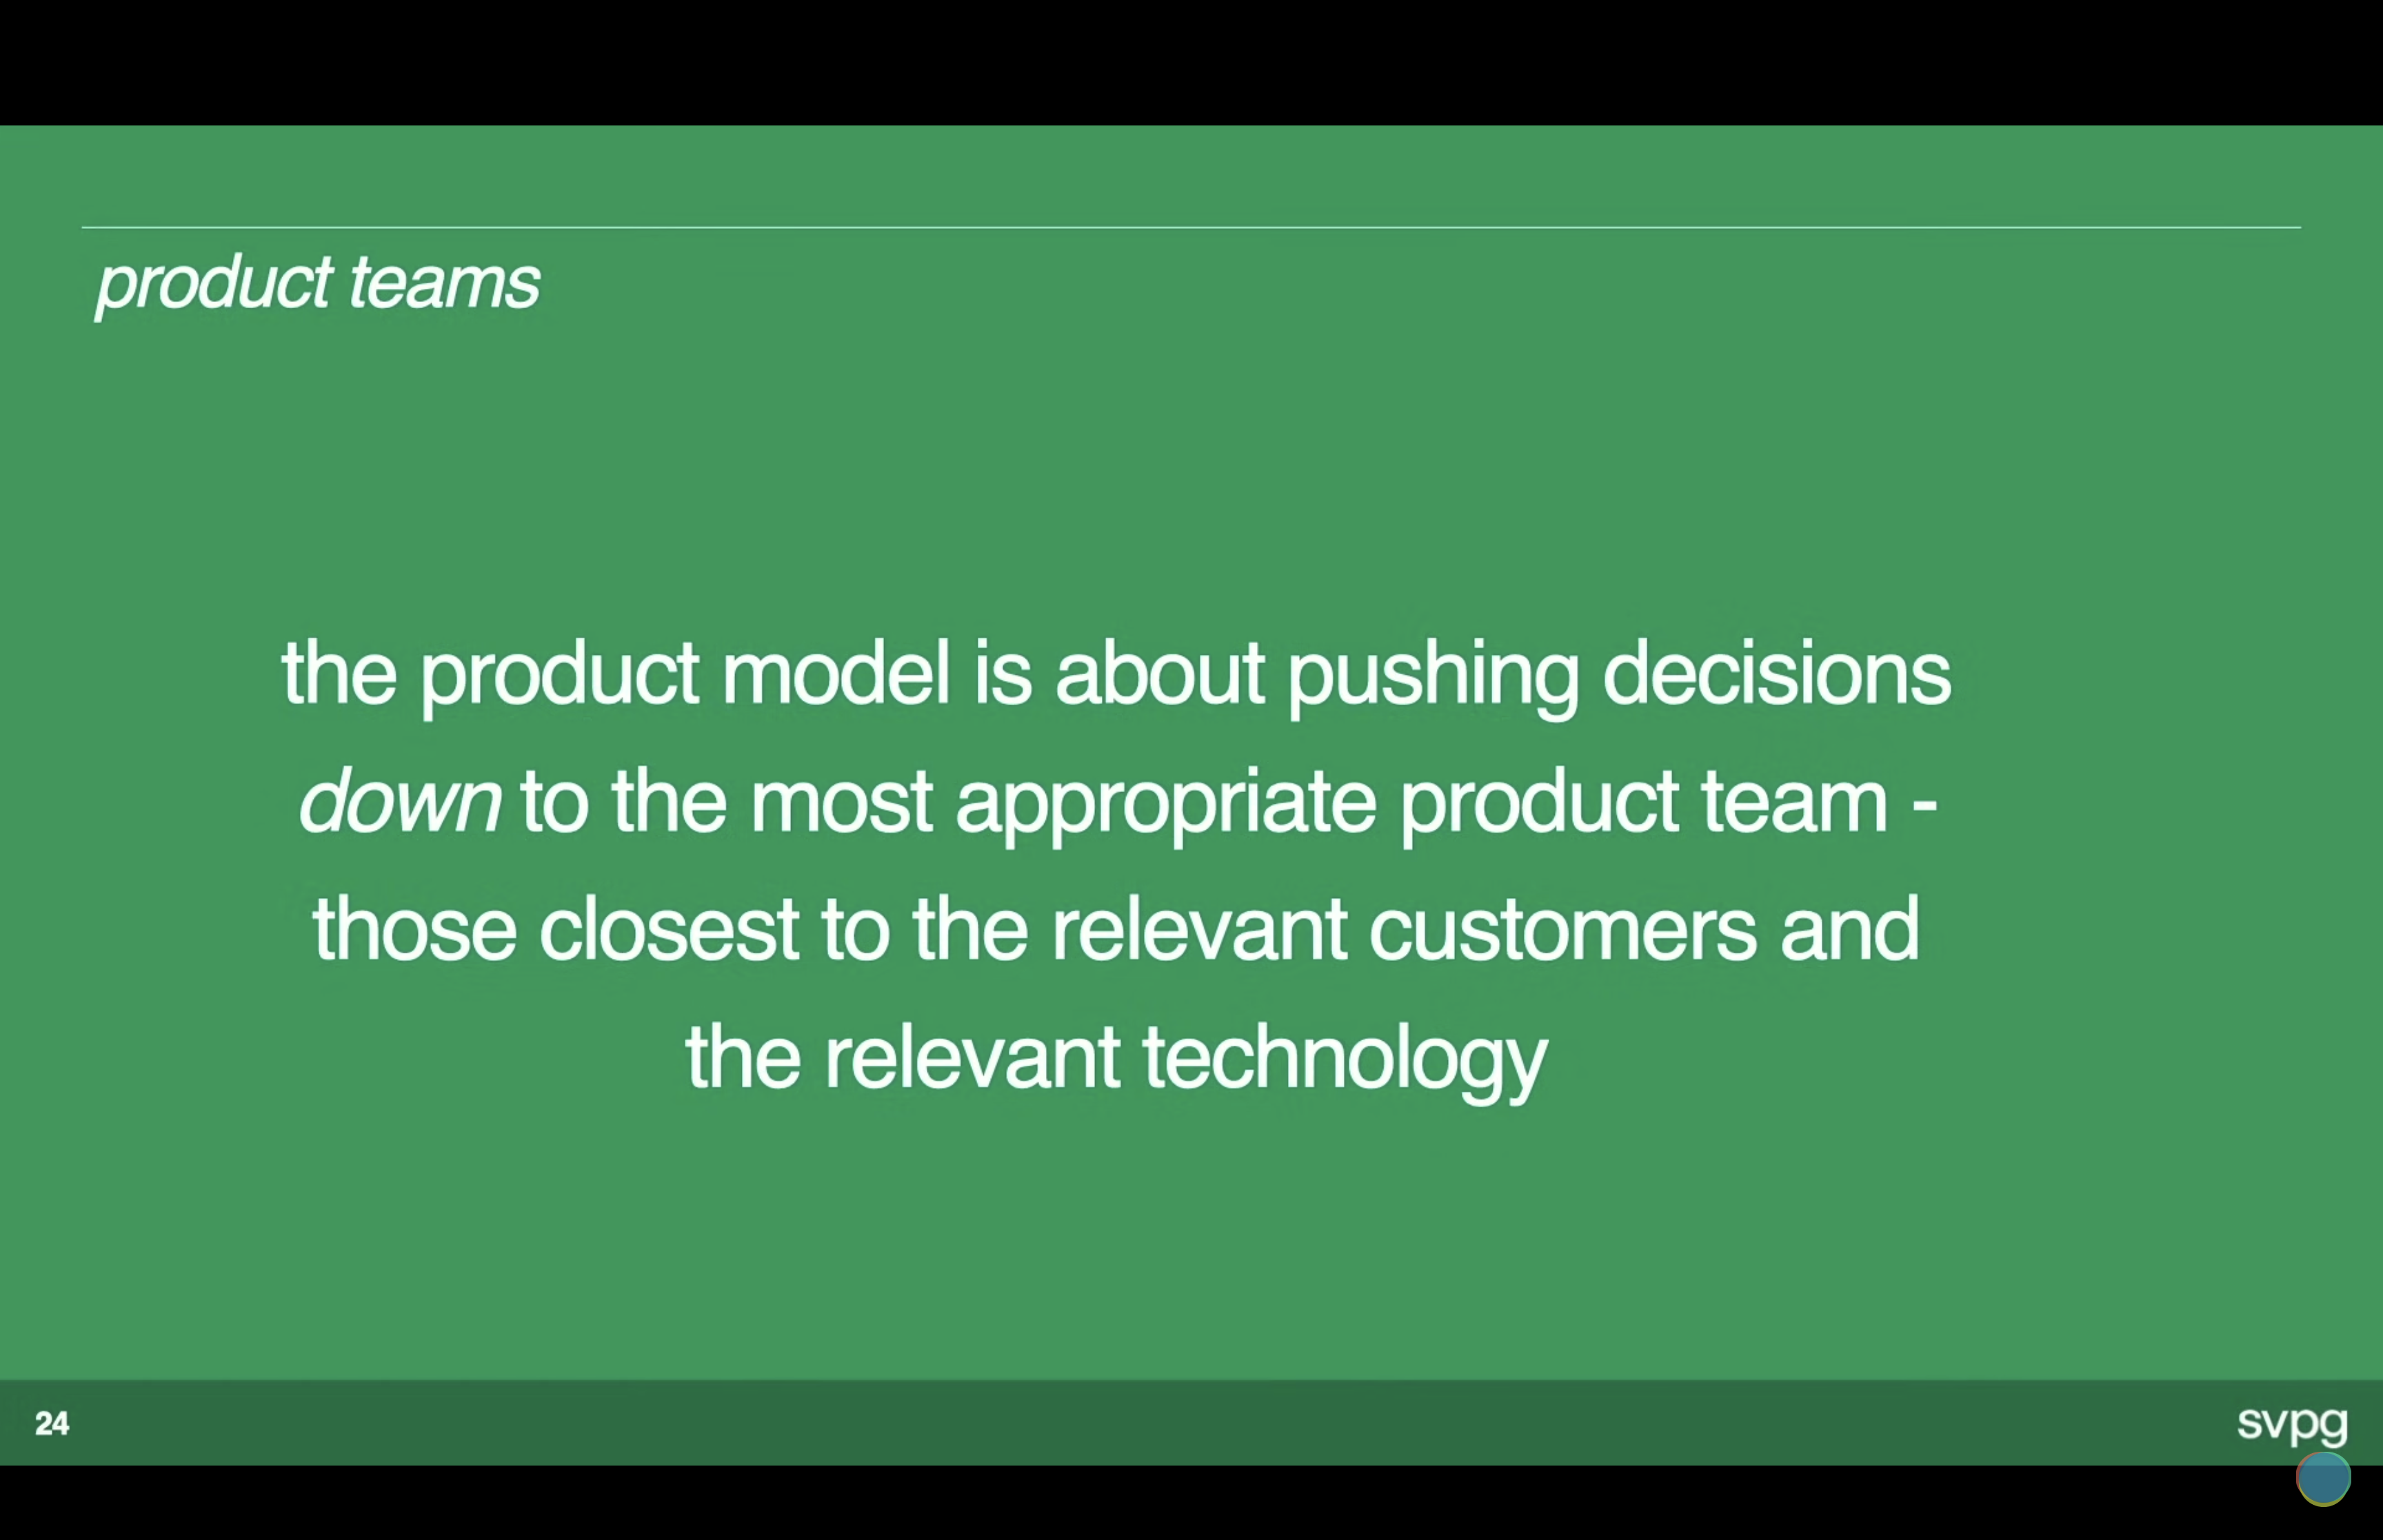 product teams
the product model is about pushing decisions
down to the most appropriate product team -
those closest to the relevant customers and
the relevant technology
24
svpg